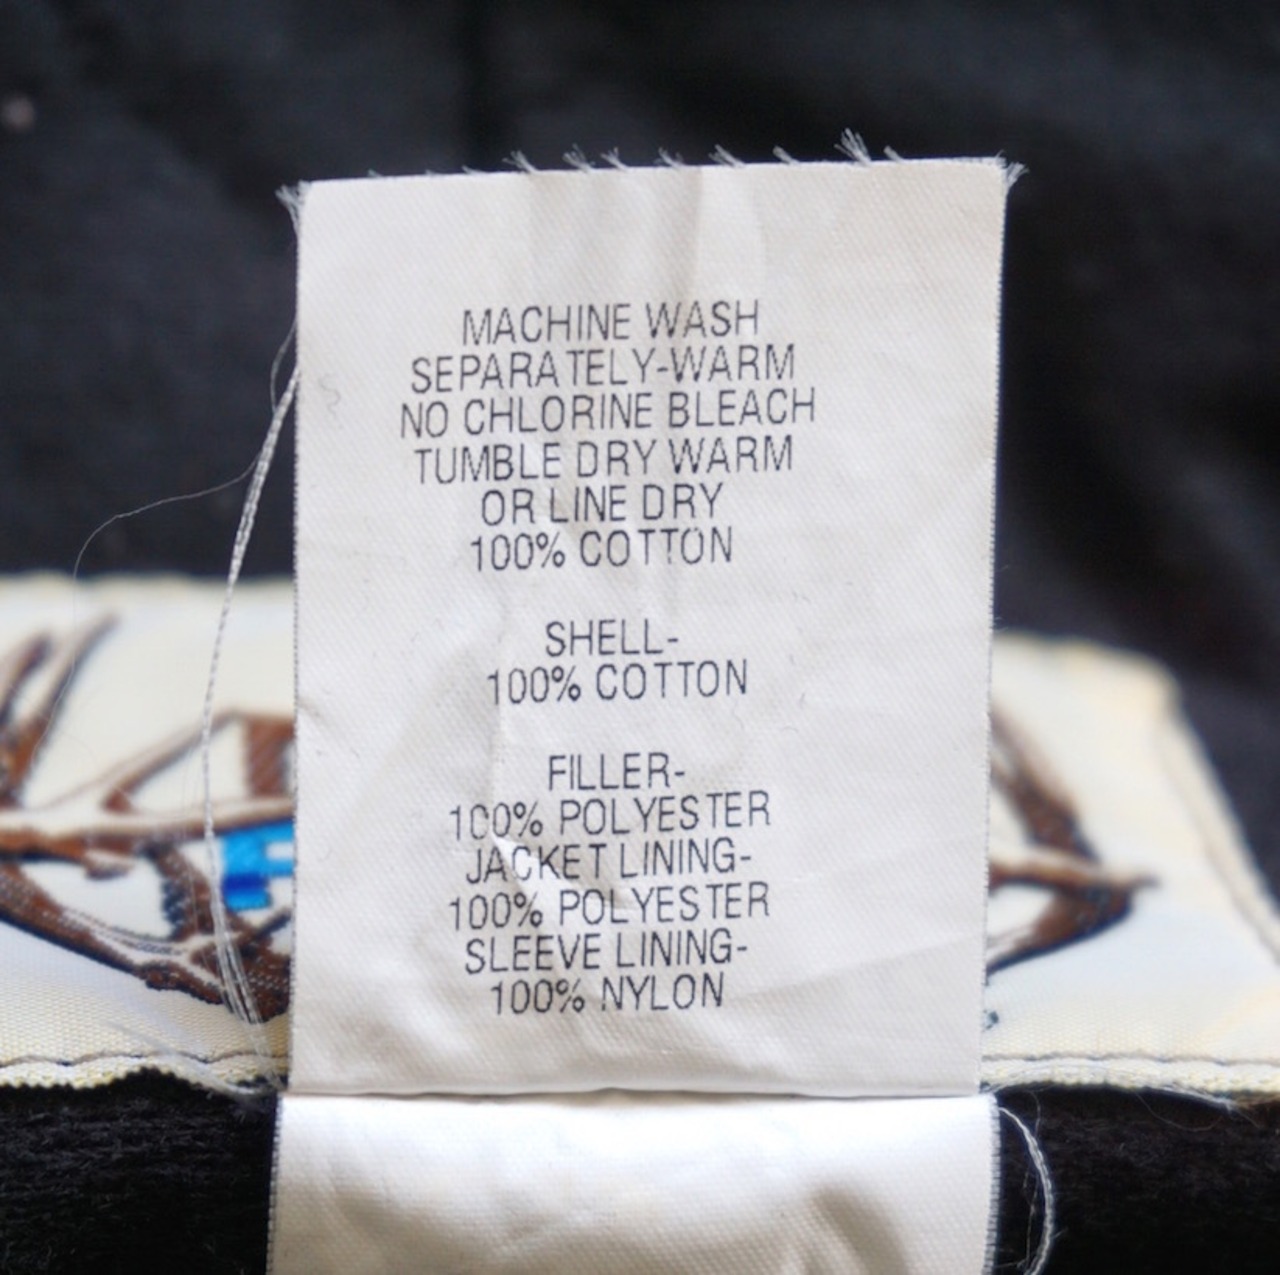 MACHINE WASH
SEPARATELY-WARM
NO CHLORINE BLEACH
TUMBLE DRY WARM
OR LINE DRY
100% COTTON
SHELL-
100% COTTON
FILLER-
100% POLYESTER
JACKET LINING-
100% POLYESTER
SLEEVE LINING-
100% NYLON